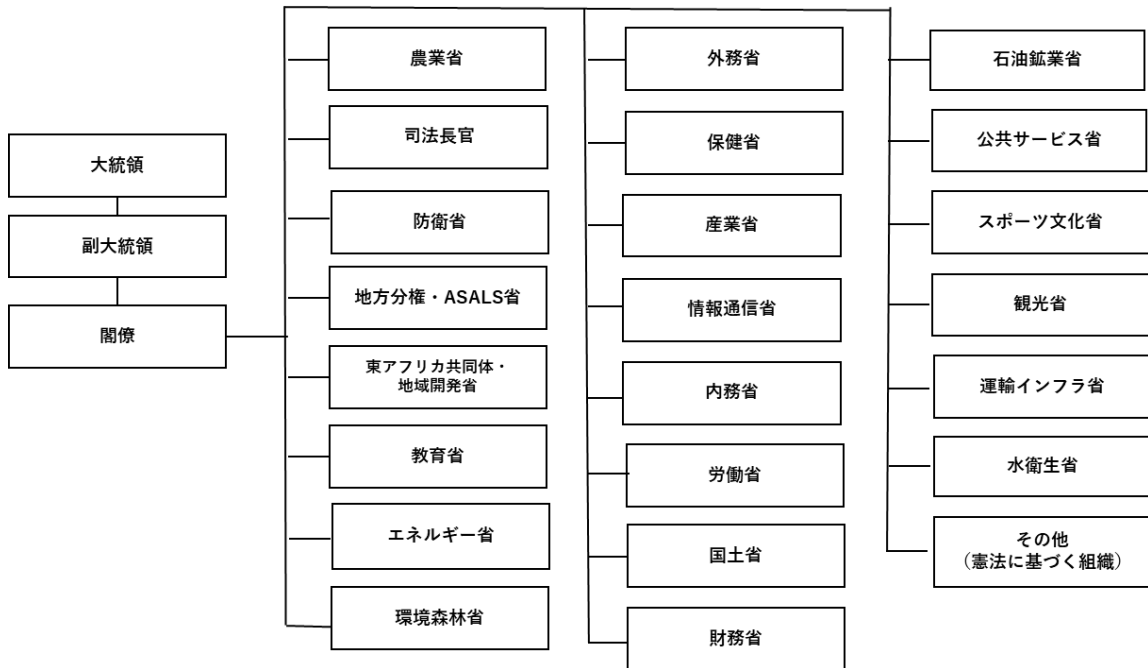 大統領
副大統領
閣僚
農業省
司法長官
防衛省
地方分権・ASALS省
東アフリカ共同体・
地域開発省
教育省
エネルギー省
環境森林省
外務省
保健省
産業省
情報通信省
内務省
労働省
国土省
財務省
石油鉱業省
公共サービス省
スポーツ文化省
観光省
運輸インフラ省
水衛生省
その他
(憲法に基づく組織)